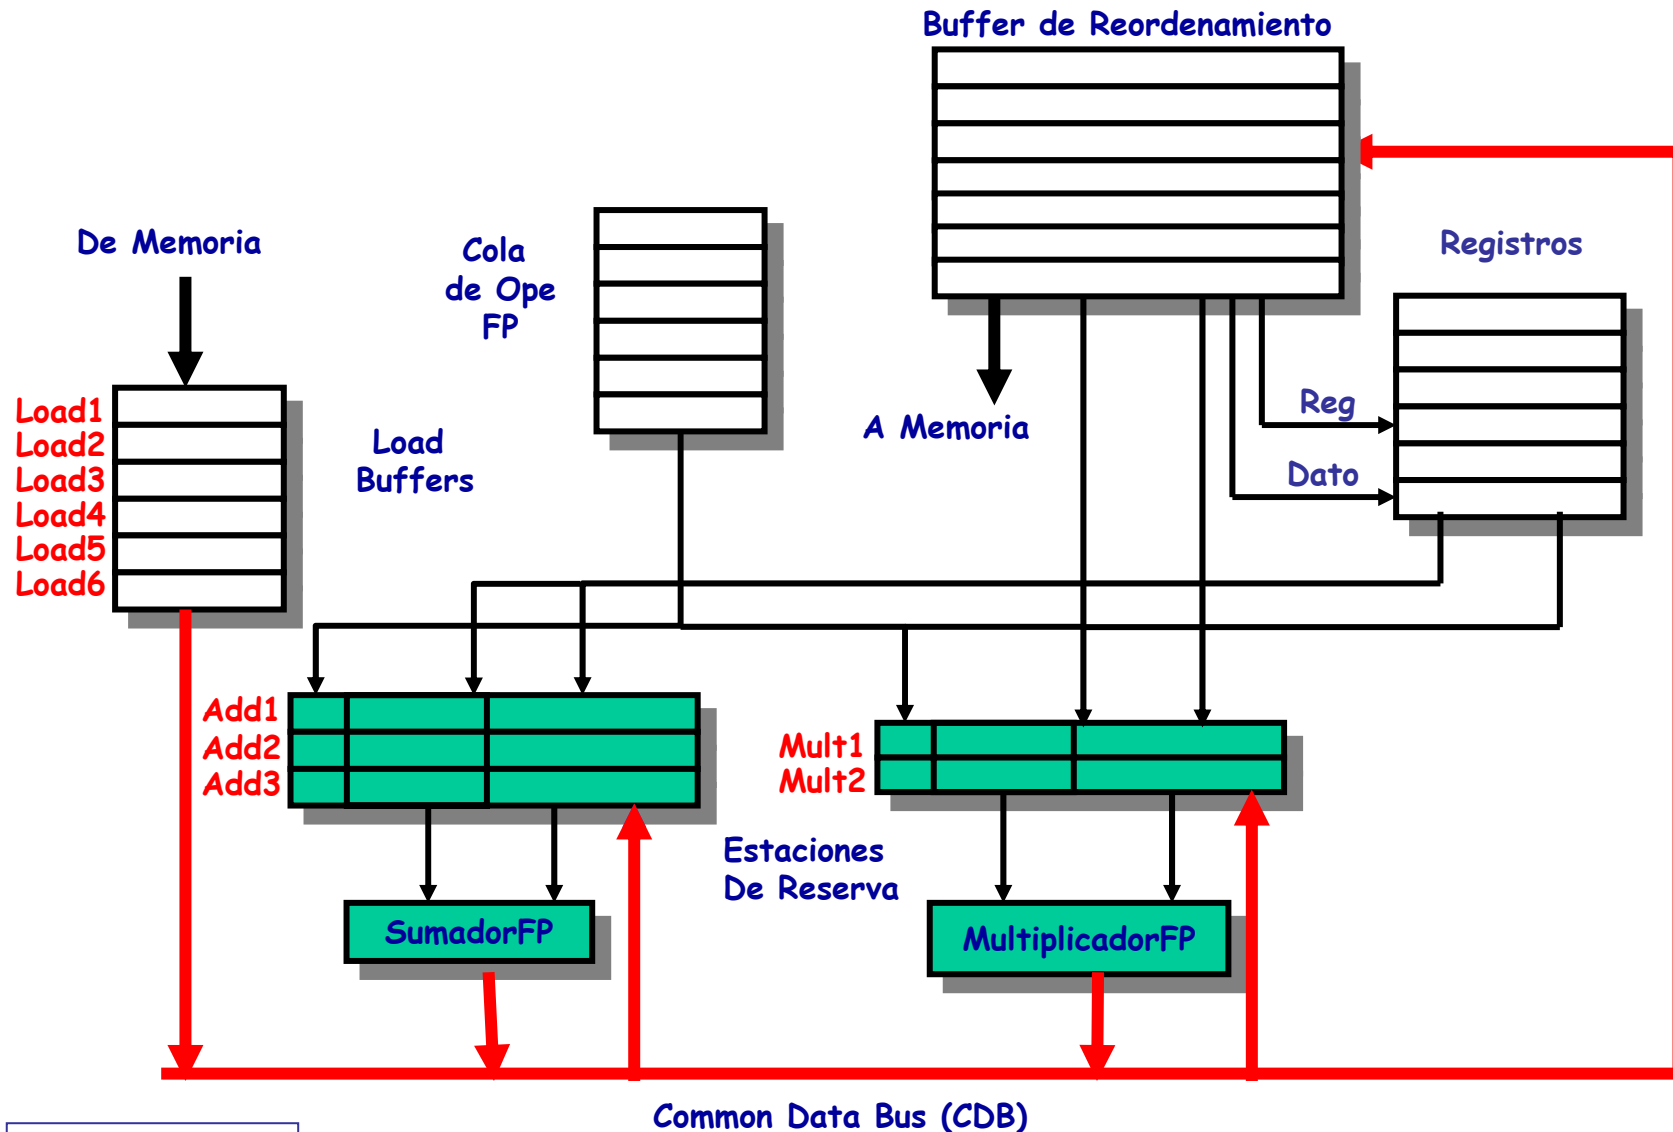 Buffer de Reordenamiento
De Memoria
Cola
de Ope
FP
Registros
Load1
Load2
Load3
Load4
Load5
Load6
Load
Buffers
A Memoria
Reg
Dato
Add1
Add2
Add3
Mult1
Mult2
Estaciones
De Reserva
SumadorFP
MultiplicadorFP
Common Data Bus (CDB)